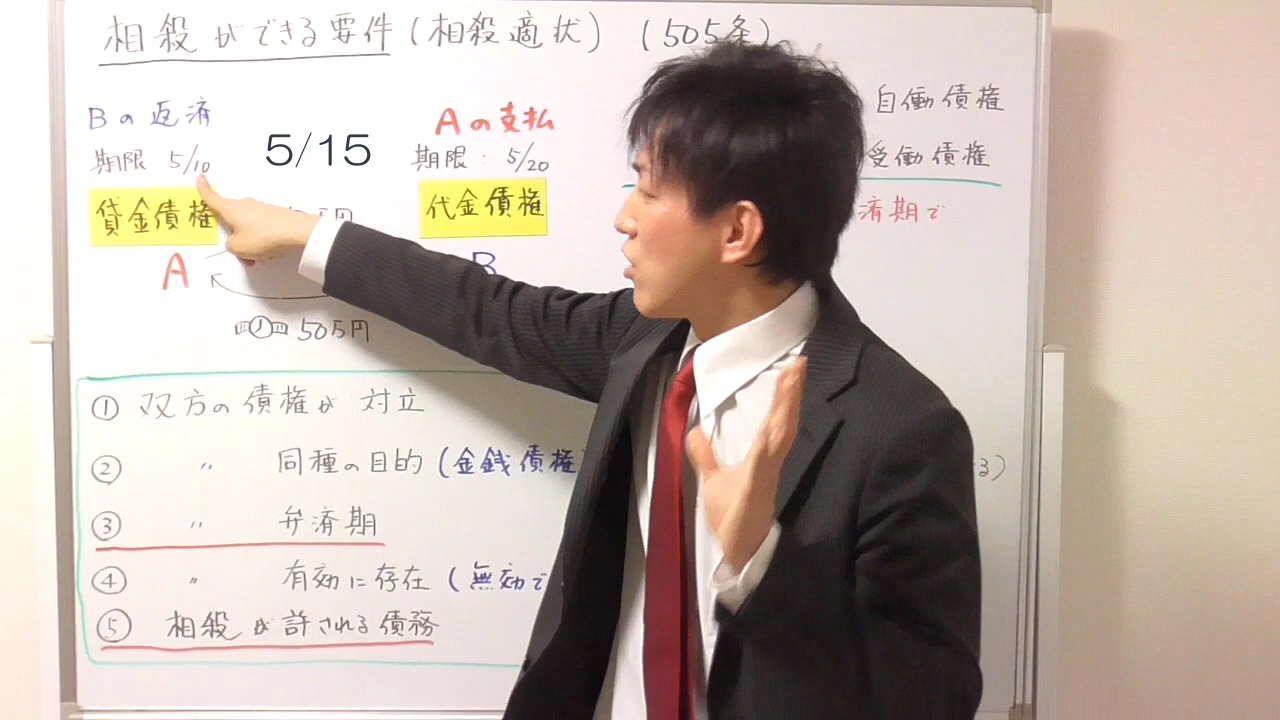 相殺ができる要件(相殺適状) (505条)
Bの返済
期限 5/10
5/15
Aの支払
期限: 5/20
自働債権
受働債権
済期で
貸金債権
円
代金債権
A
B
50万円
① 双方の債権が対立
② 〃 同種の目的(金銭債権)
③ 〃 弁済期
④ 〃 有効に存在(無効で
⑤ 相殺が許される債務
る)